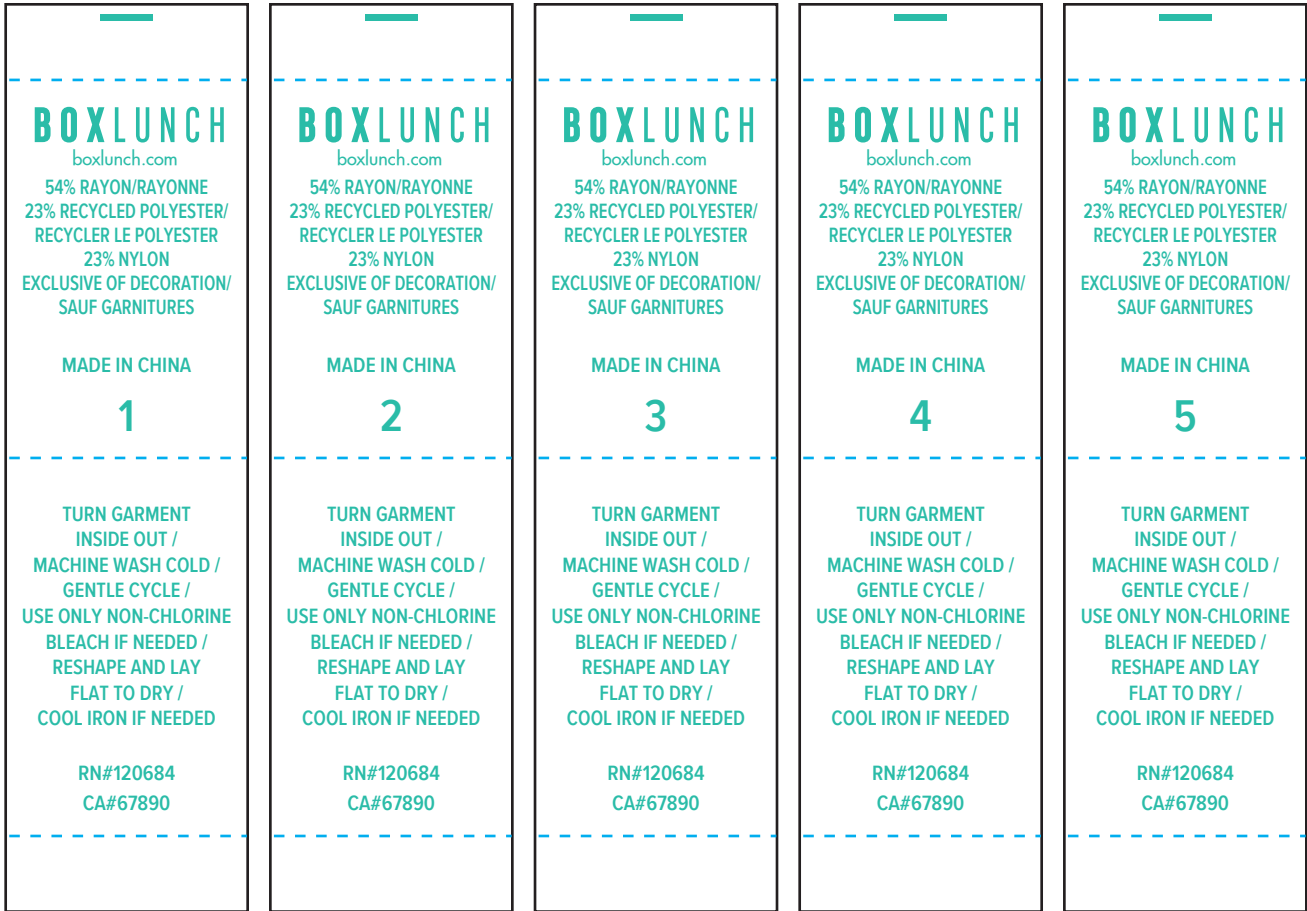 BOXLUNCH
boxlunch.com
54% RAYON/RAYONNE
23% RECYCLED POLYESTER/
RECYCLER LE POLYESTER
23% NYLON
EXCLUSIVE OF DECORATION/
SAUF GARNITURES
MADE IN CHINA
1
TURN GARMENT
INSIDE OUT /
MACHINE WASH COLD /
GENTLE CYCLE /
USE ONLY NON-CHLORINE
BLEACH IF NEEDED /
RESHAPE AND LAY
FLAT TO DRY /
COOL IRON IF NEEDED
RN#120684
CA#67890
BOXLUNCH
boxlunch.com
54% RAYON/RAYONNE
23% RECYCLED POLYESTER/
RECYCLER LE POLYESTER
23% NYLON
EXCLUSIVE OF DECORATION/
SAUF GARNITURES
MADE IN CHINA
2
TURN GARMENT
INSIDE OUT /
MACHINE WASH COLD /
GENTLE CYCLE /
USE ONLY NON-CHLORINE
BLEACH IF NEEDED /
RESHAPE AND LAY
FLAT TO DRY /
COOL IRON IF NEEDED
RN#120684
CA#67890
BOXLUNCH
boxlunch.com
54% RAYON/RAYONNE
23% RECYCLED POLYESTER/
RECYCLER LE POLYESTER
23% NYLON
EXCLUSIVE OF DECORATION/
SAUF GARNITURES
MADE IN CHINA
3
TURN GARMENT
INSIDE OUT /
MACHINE WASH COLD /
GENTLE CYCLE /
USE ONLY NON-CHLORINE
BLEACH IF NEEDED /
RESHAPE AND LAY
FLAT TO DRY /
COOL IRON IF NEEDED
RN#120684
CA#67890
BOXLUNCH
boxlunch.com
54% RAYON/RAYONNE
23% RECYCLED POLYESTER/
RECYCLER LE POLYESTER
23% NYLON
EXCLUSIVE OF DECORATION/
SAUF GARNITURES
MADE IN CHINA
4
TURN GARMENT
INSIDE OUT /
MACHINE WASH COLD /
GENTLE CYCLE /
USE ONLY NON-CHLORINE
BLEACH IF NEEDED /
RESHAPE AND LAY
FLAT TO DRY /
COOL IRON IF NEEDED
RN#120684
CA#67890
BOXLUNCH
boxlunch.com
54% RAYON/RAYONNE
23% RECYCLED POLYESTER/
RECYCLER LE POLYESTER
23% NYLON
EXCLUSIVE OF DECORATION/
SAUF GARNITURES
MADE IN CHINA
5
TURN GARMENT
INSIDE OUT /
MACHINE WASH COLD /
GENTLE CYCLE /
USE ONLY NON-CHLORINE
BLEACH IF NEEDED /
RESHAPE AND LAY
FLAT TO DRY /
COOL IRON IF NEEDED
RN#120684
CA#67890